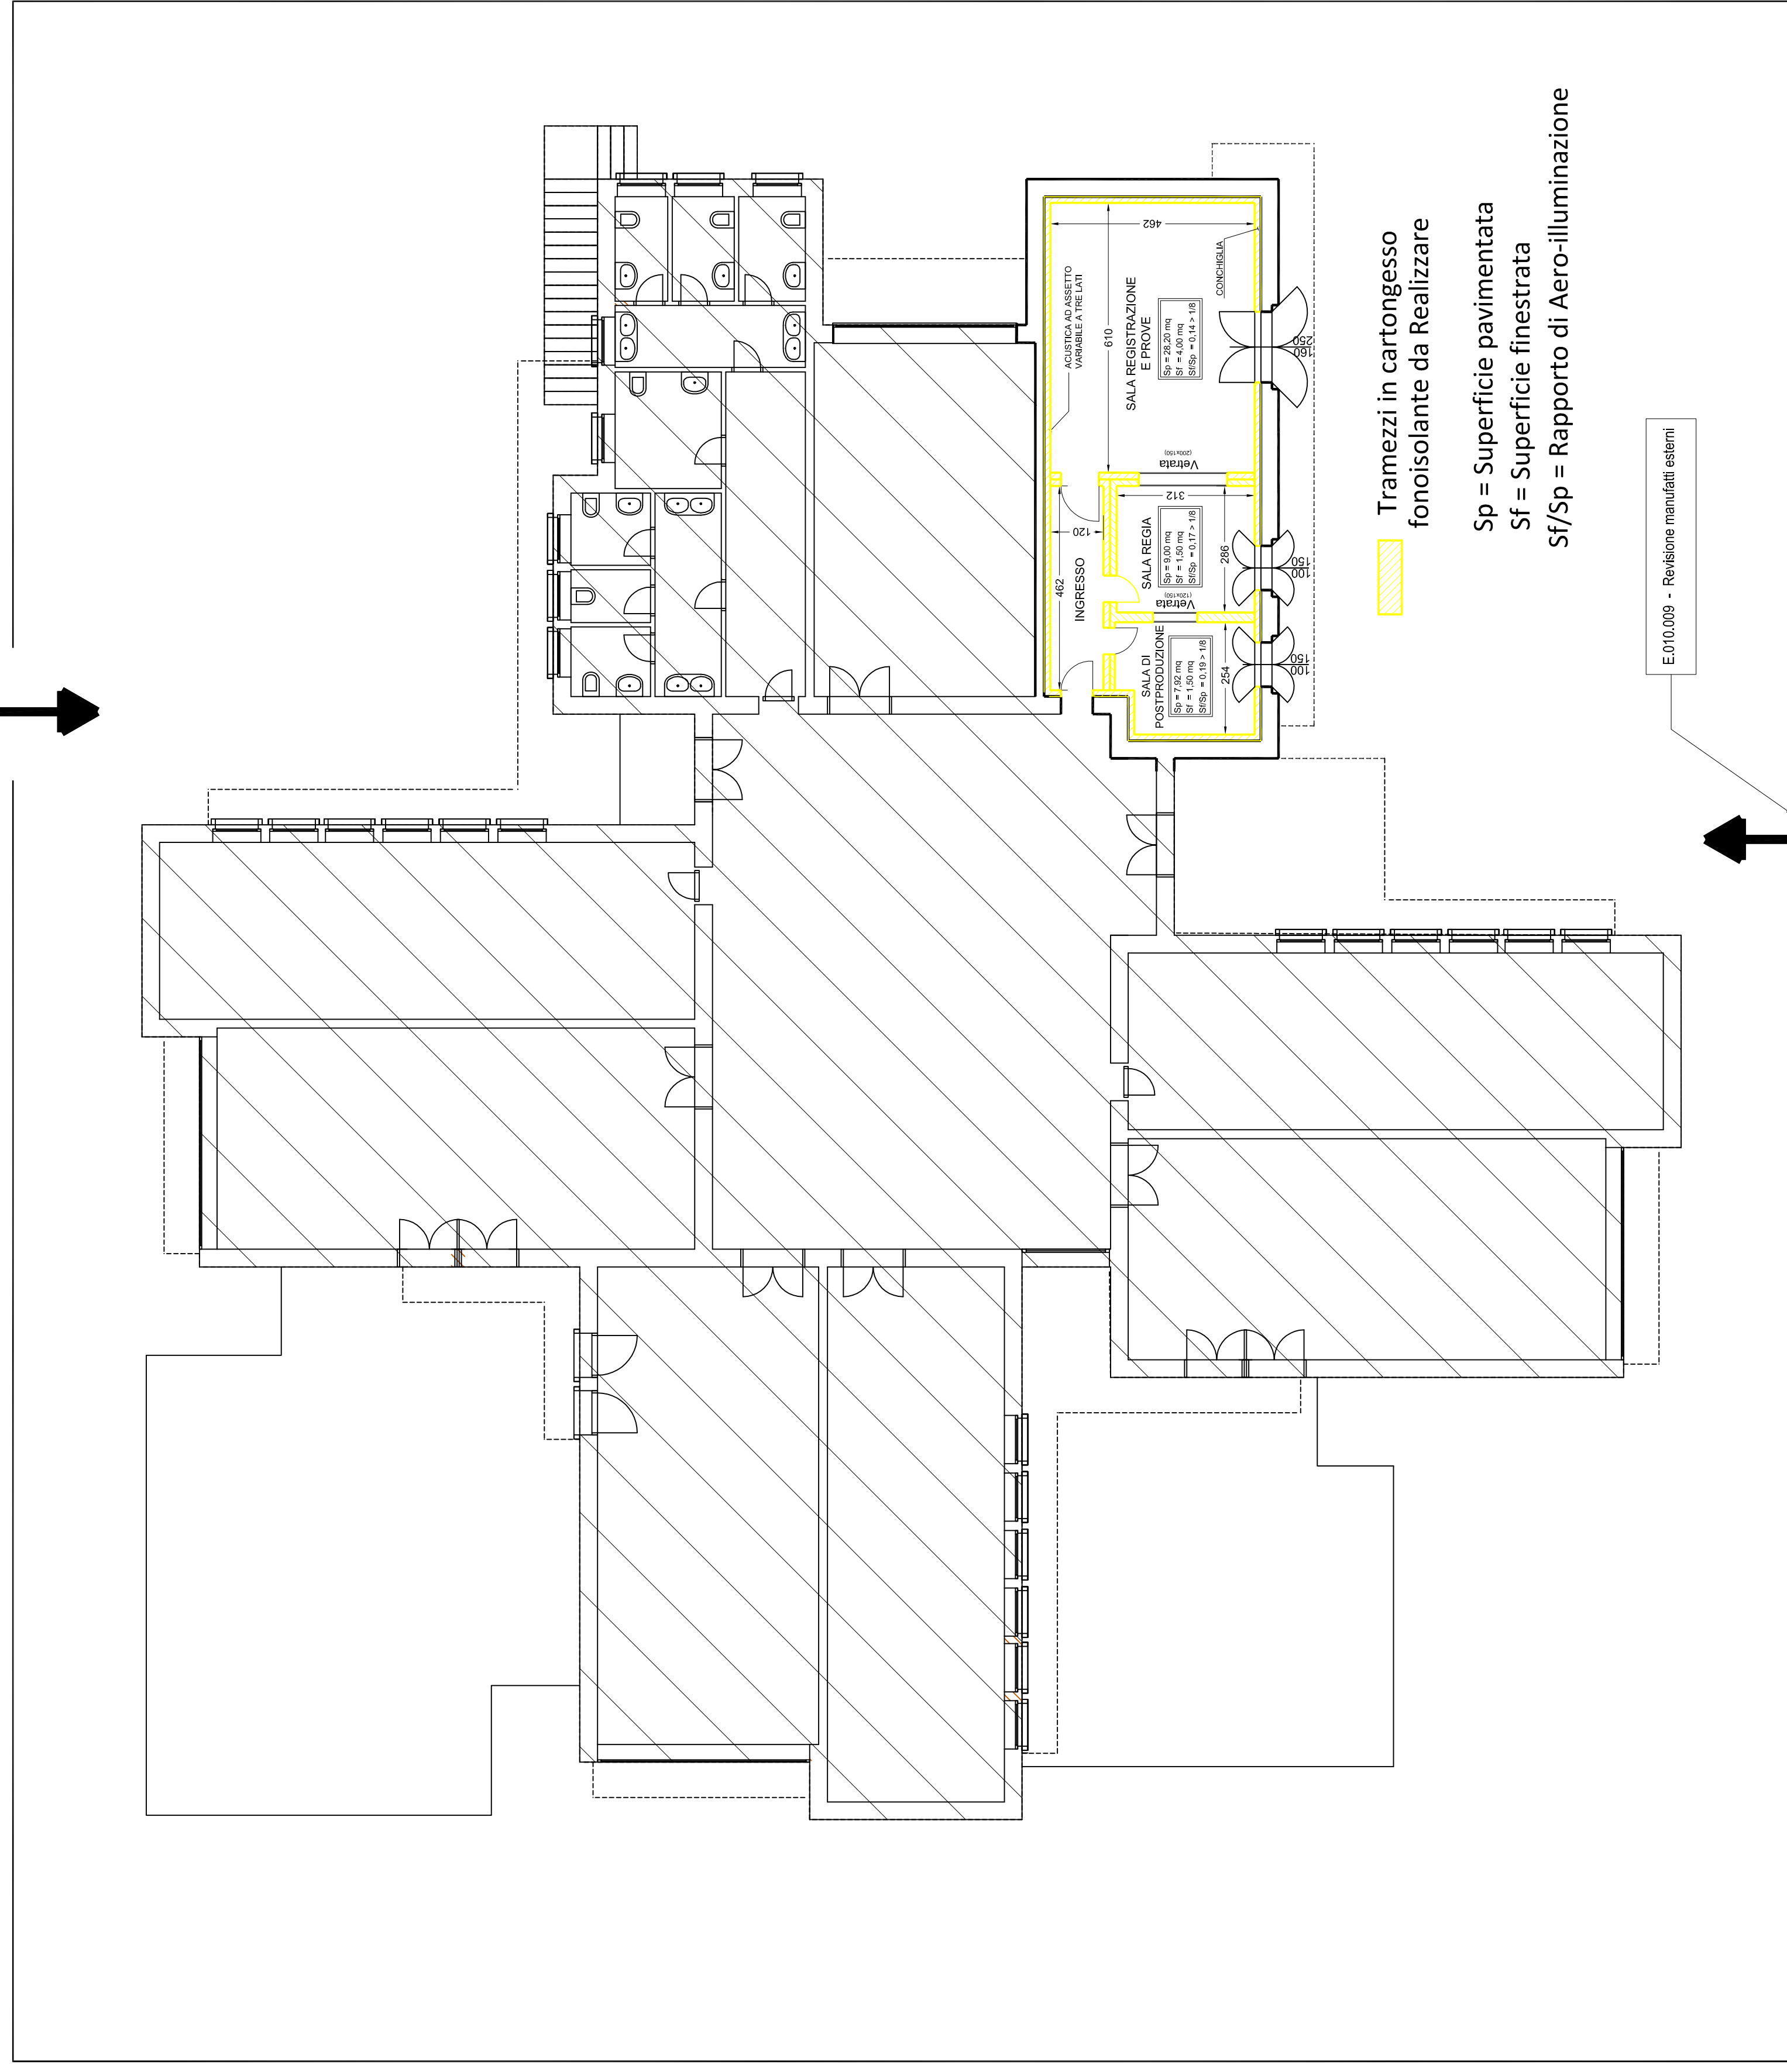 ACUSTICA AD ASSETTO
VARIABILE A TRE LATI
610
462
SALA REGISTRAZIONE
E PROVE
Sp = 28,20 mq
Sf = 4,00 mq
Sf/Sp = 0,14 > 1/8
CONCHIGLIA
160
250
Vetrata
(200x150)
462
120
INGRESSO
312
SALA REGIA
Sp = 9,00 mq
Sf = 1,50 mq
Sf/Sp = 0,17 > 1/8
286
100
150
Vetrata
(120x150)
SALA DI
POSTPRODUZIONE
Sp = 7,92 mq
Sf = 1,50 mq
Sf/Sp = 0,19 > 1/8
254
100
150
Tramezzi in cartongesso
fonoisolante da Realizzare
Sp = Superficie pavimentata
Sf = Superficie finestrata
Sf/Sp = Rapporto di Aero-illuminazione
E.010.009 - Revisione manufatti esterni